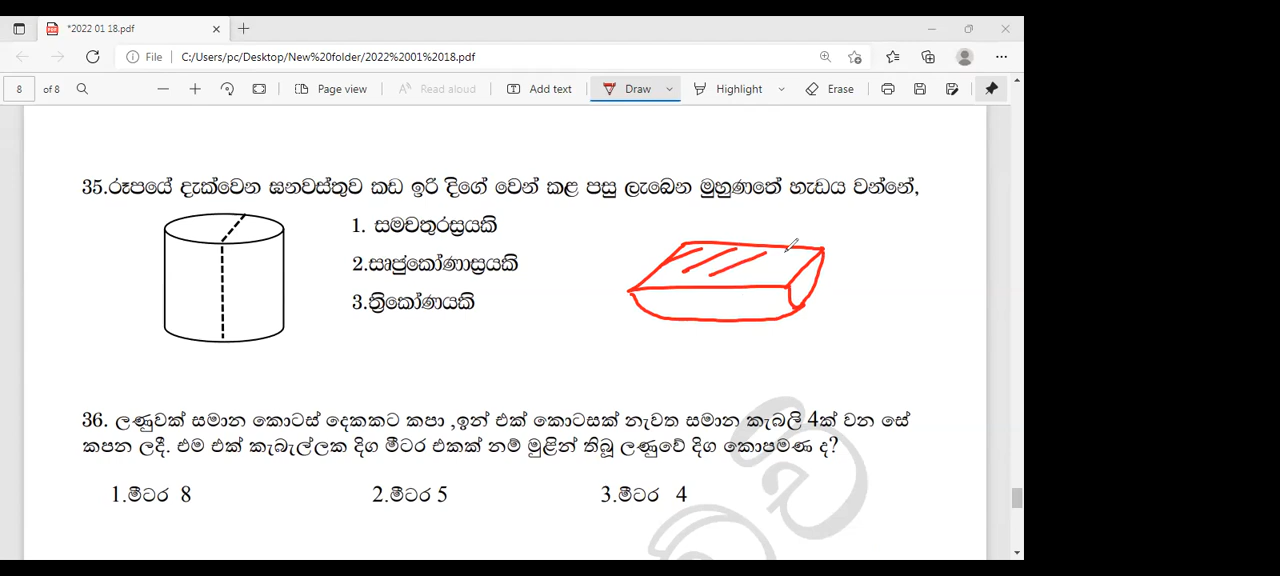 *2022 01 18.pdf
File C:/Users/pc/Desktop/New%20folder/2022%2001%2018.pdf
8 of 8 Page view Read aloud Add text Draw Highlight Erase
35.රූපයේ දැක්වෙන ඝනවස්තුව කඩ ඉරි දිගේ වෙන් කළ පසු ලැබෙන මුහුණතේ හැඩය වන්නේ,
1. සමචතුරස්‍රයකි
2.සෘජුකෝණාස්‍රයකි
3.ත්‍රිකෝණයකි
36. ලණුවක් සමාන කොටස් දෙකකට කපා ,ඉන් එක් කොටසක් නැවත සමාන කැබලි 4ක් වන සේ
කපන ලදී. එම එක් කැබැල්ලක දිග මීටර එකක් නම් මුළින් තිබූ ලණුවේ දිග කොපමණ ද?
1.මීටර 8 2.මීටර 5 3.මීටර 4